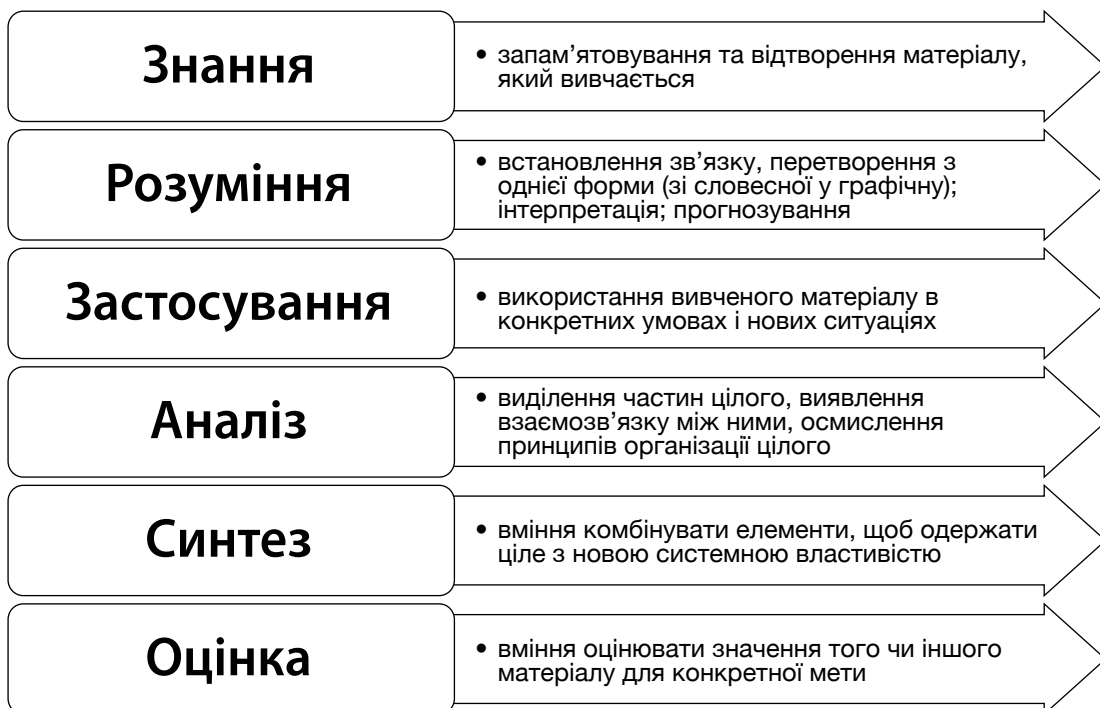 Знання
• запам’ятовування та відтворення матеріалу,
який вивчається
Розуміння
• встановлення зв’язку, перетворення з
однієї форми (зі словесної у графічну);
інтерпретація; прогнозування
Застосування
• використання вивченого матеріалу в
конкретних умовах і нових ситуаціях
Аналіз
• виділення частин цілого, виявлення
взаємозв’язку між ними, осмислення
принципів організації цілого
Синтез
• вміння комбінувати елементи, щоб одержати
ціле з новою системною властивістю
Оцінка
• вміння оцінювати значення того чи іншого
матеріалу для конкретної мети